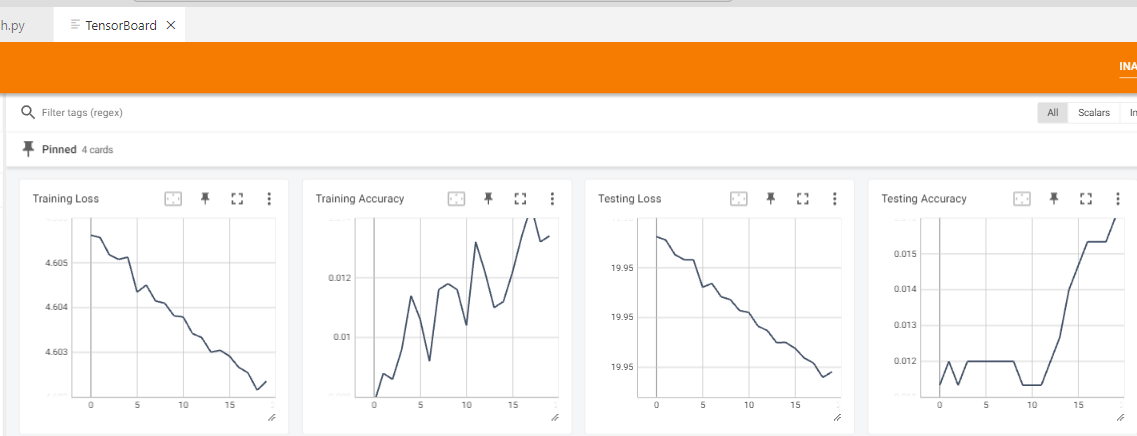 h.py
TensorBoard
INA
Filter tags (regex)
All Scalars
Pinned 4 cards
Training Loss
4.605
4.604
4.603
0 5 10 15
Training Accuracy
0.012
0.01
0 5 10 15
Testing Loss
19.95
19.95
19.95
0 5 10 15
Testing Accuracy
0.015
0.014
0.013
0.012
0 5 10 15